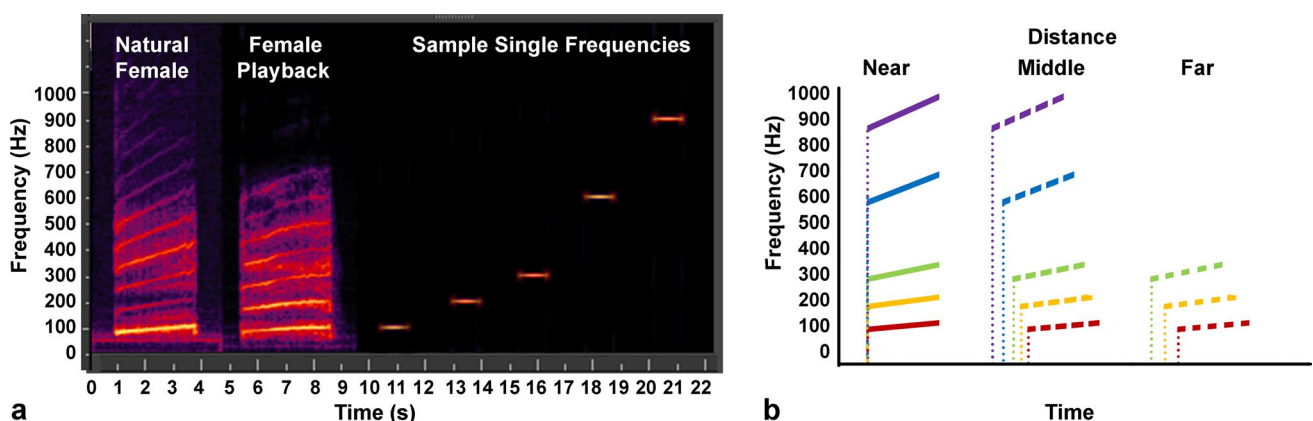 Natural
Female
Female
Playback
Sample Single Frequencies
Frequency (Hz)
1000
900
800
700
600
500
400
300
200
100
0
0 1 2 3 4 5 6 7 8 9 10 11 12 13 14 15 16 17 18 19 20 21 22
Time (s)
a
Distance
Near Middle Far
Frequency (Hz)
1000
900
800
700
600
500
400
300
200
100
0
Time
b